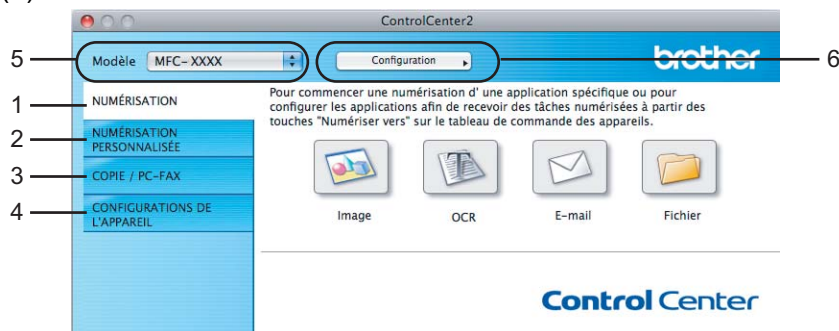 ControlCenter2
5
Modèle MFC-XXXX
Configuration
brother
6
1
NUMÉRISATION
2
NUMÉRISATION
PERSONNALISÉE
3
COPIE / PC-FAX
4
CONFIGURATIONS DE
L'APPAREIL
Pour commencer une numérisation d' une application spécifique ou pour
configurer les applications afin de recevoir des tâches numérisées à partir des
touches "Numériser vers" sur le tableau de commande des appareils.
Image
OCR
E-mail
Fichier
Control Center